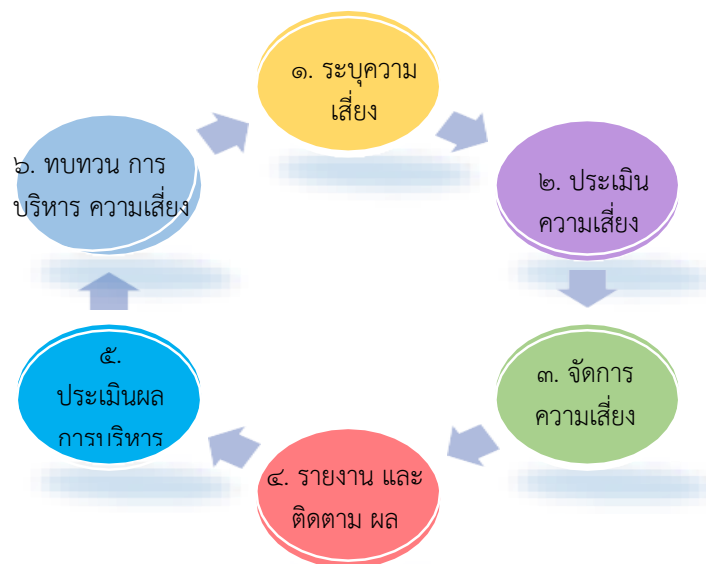 ๑. ระบุความ
เสี่ยง
๒. ประเมิน
ความเสี่ยง
๓. จัดการ
ความเสี่ยง
๔. รายงาน และ
ติดตาม ผล
๕.
ประเมินผล
การบริหาร
๖. ทบทวน การ
บริหาร ความเสี่ยง